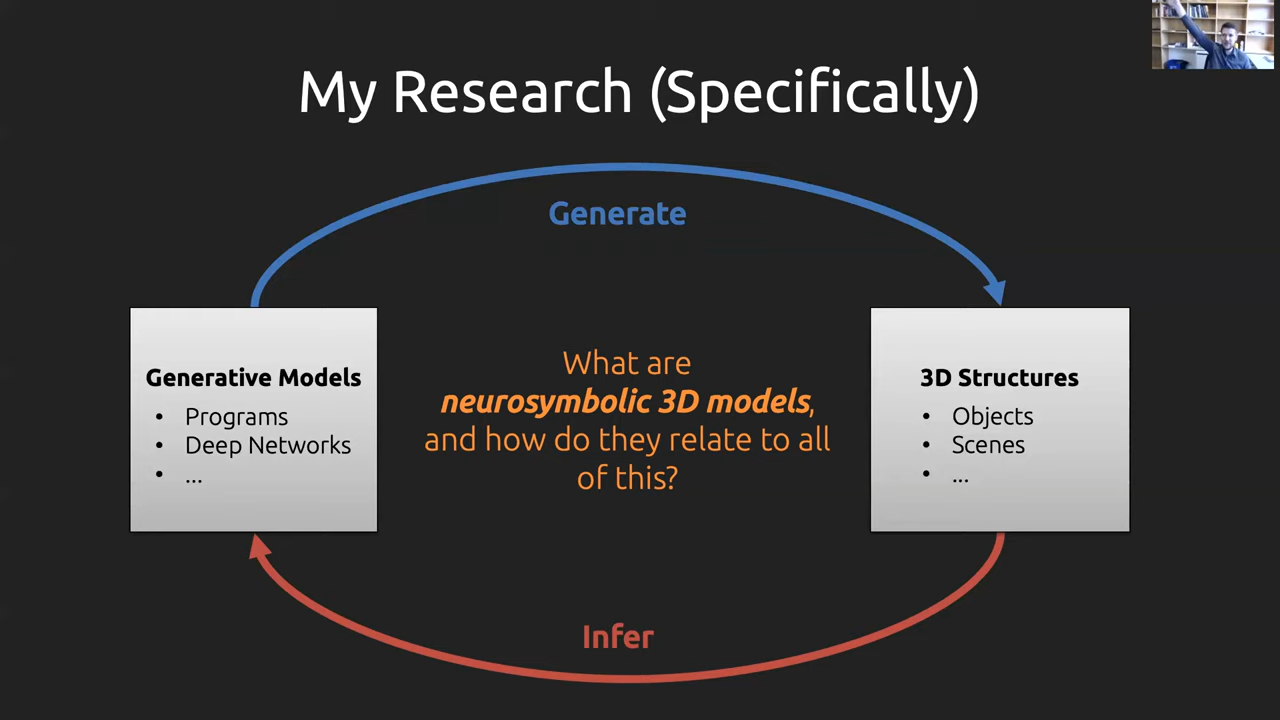 My Research (Specifically)
Generate
Generative Models
• Programs
• Deep Networks
• ...
What are
neurosymbolic 3D models,
and how do they relate to all
of this?
3D Structures
• Objects
• Scenes
• ...
Infer